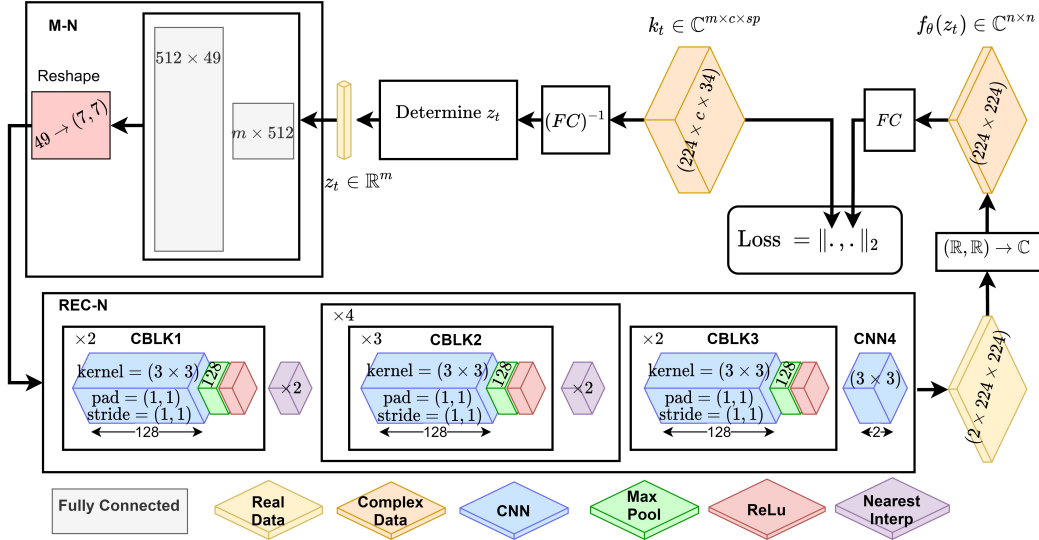 M-N
512 × 49
m × 512
Reshape
49 → (7, 7)
z_t ∈ ℝ^m
Determine z_t
(FC)^{-1}
k_t ∈ ℂ^{m×c×sp}
(224 × c × 34)
f_θ(z_t) ∈ ℂ^{n×n}
FC
(224 × 224)
Loss = ‖. , . ‖_2
(ℝ, ℝ) → ℂ
REC-N
×2
CBLK1
kernel = (3 × 3)
pad = (1, 1)
stride = (1, 1)
128
128
×2
×4
×3
CBLK2
kernel = (3 × 3)
pad = (1, 1)
stride = (1, 1)
128
128
×2
×2
CBLK3
kernel = (3 × 3)
pad = (1, 1)
stride = (1, 1)
128
128
CNN4
(3 × 3)
2
(2 × 224 × 224)
Fully Connected
Real
Data
Complex
Data
CNN
Max
Pool
ReLu
Nearest
Interp